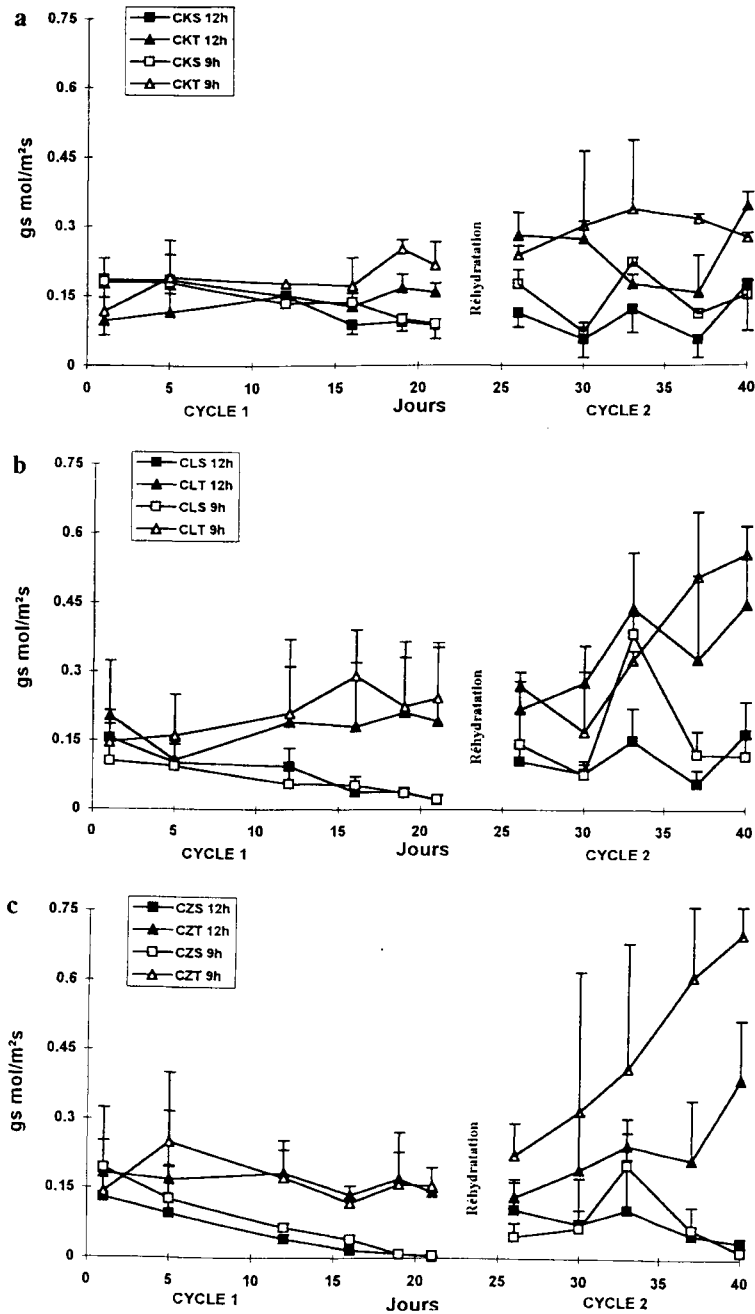 a
CKS 12h
CKT 12h
CKS 9h
CKT 9h
gs mol/m²s
0.75
0.6
0.45
0.3
0.15
0
Réhydratation
0 5 10 15 20 25 30 35 40
CYCLE 1 Jours CYCLE 2
b
CLS 12h
CLT 12h
CLS 9h
CLT 9h
gs mol/m²s
0.75
0.6
0.45
0.3
0.15
0
Réhydratation
0 5 10 15 20 25 30 35 40
CYCLE 1 Jours CYCLE 2
c
CZS 12h
CZT 12h
CZS 9h
CZT 9h
gs mol/m²s
0.75
0.6
0.45
0.3
0.15
0
Réhydratation
0 5 10 15 20 25 30 35 40
CYCLE 1 Jours CYCLE 2